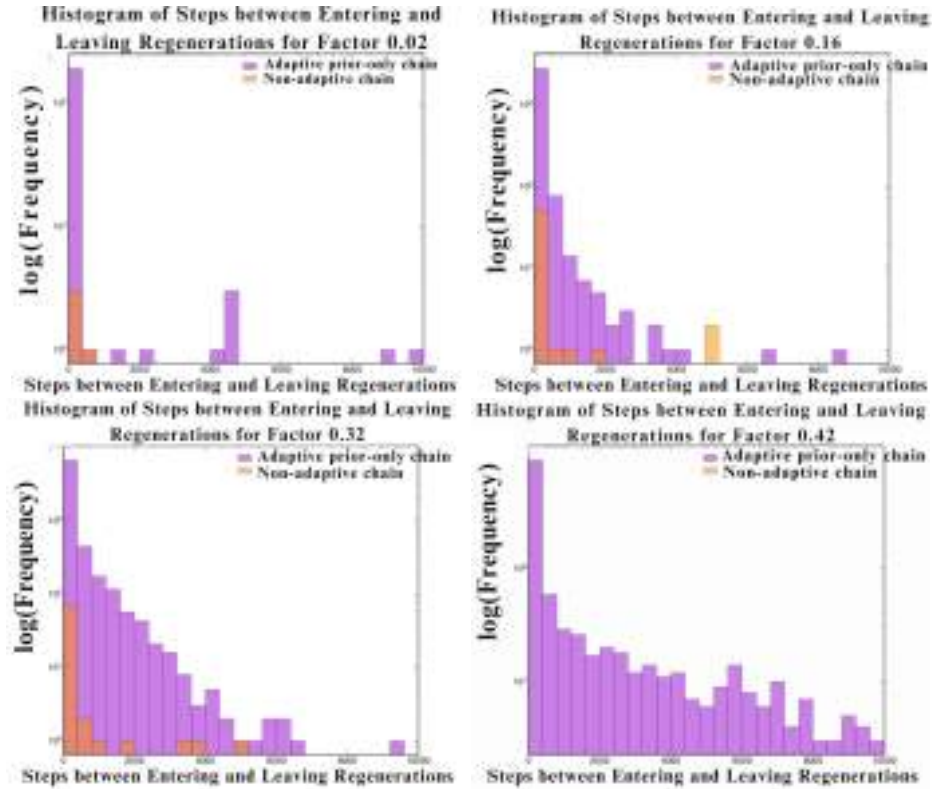 Histogram of Steps between Entering and
Leaving Regenerations for Factor 0.02
Adaptive prior-only chain
Non-adaptive chain
log(Frequency)
Steps between Entering and Leaving Regenerations
Histogram of Steps between Entering and Leaving
Regenerations for Factor 0.16
Adaptive prior-only chain
Non-adaptive chain
log(Frequency)
Steps between Entering and Leaving Regenerations
Histogram of Steps between Entering and Leaving
Regenerations for Factor 0.32
Adaptive prior-only chain
Non-adaptive chain
log(Frequency)
Steps between Entering and Leaving Regenerations
Histogram of Steps between Entering and Leaving
Regenerations for Factor 0.42
Adaptive prior-only chain
Non-adaptive chain
log(Frequency)
Steps between Entering and Leaving Regenerations